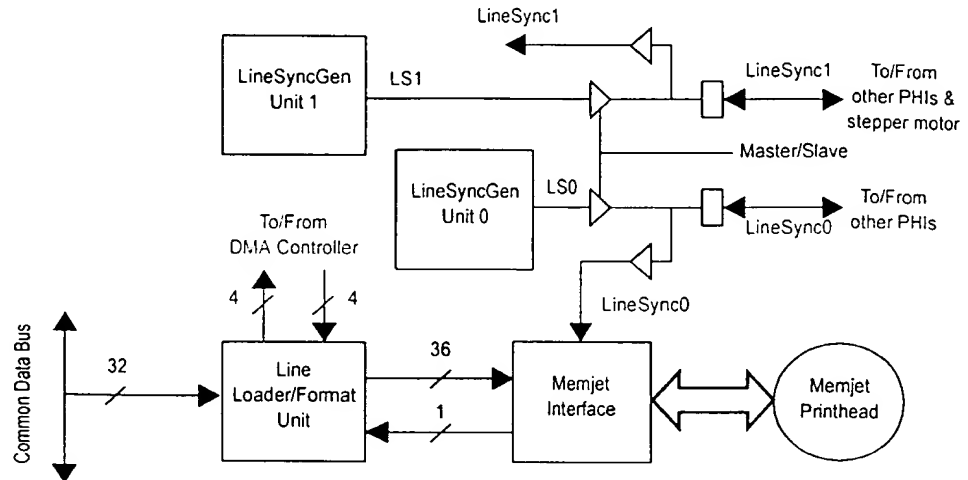 LineSync1
LineSyncGen
Unit 1
LS1
LineSync1
To/From
other PHIs &
stepper motor
Master/Slave
LineSyncGen
Unit 0
LS0
LineSync0
To/From
other PHIs
To/From
DMA Controller
4
4
LineSync0
Common Data Bus
32
Line
Loader/Format
Unit
36
1
Memjet
Interface
Memjet
Printhead